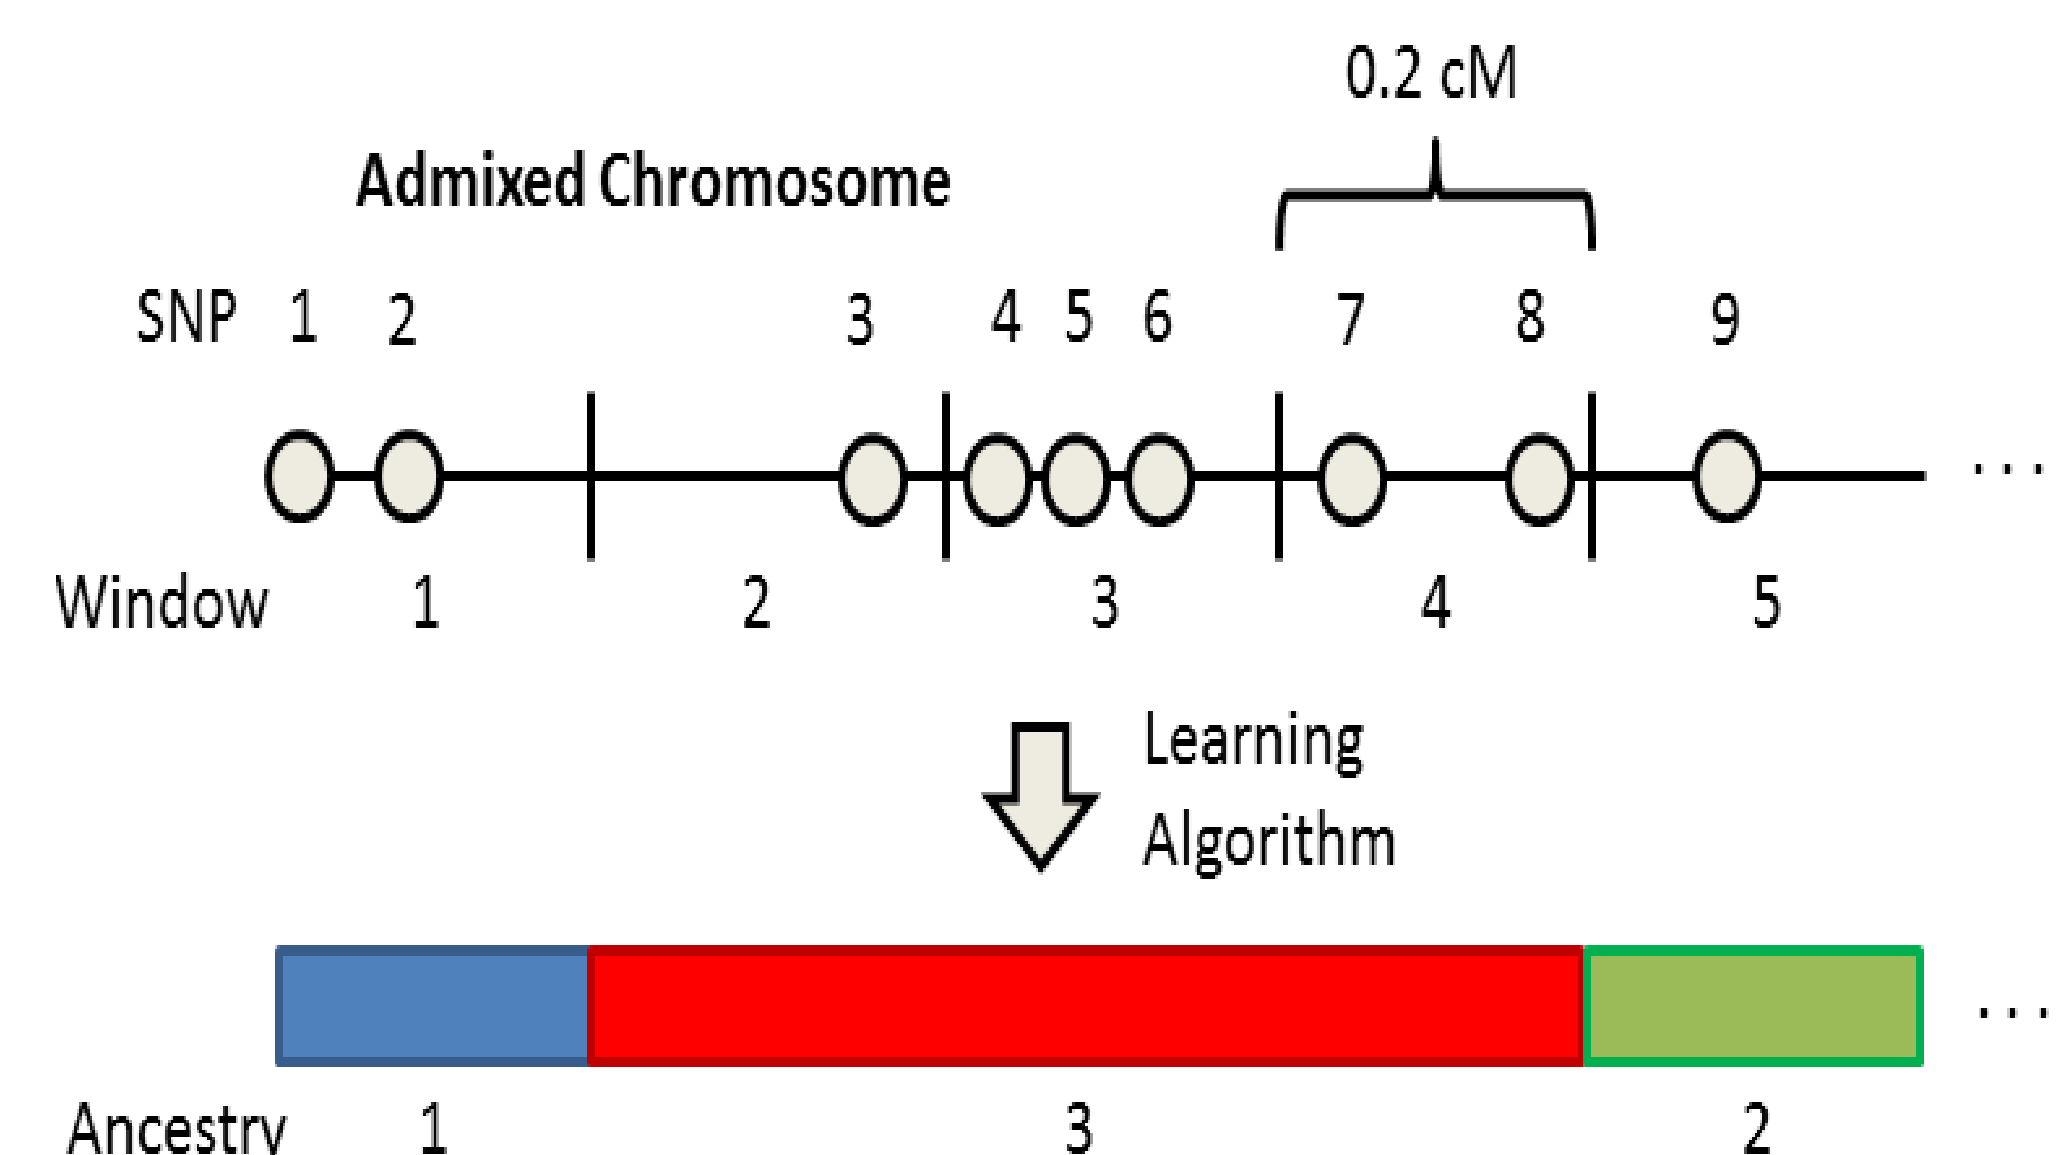 0.2 cM
Admixed Chromosome
SNP 1 2 3 4 5 6 7 8 9
...
Window 1 2 3 4 5
Learning
Algorithm
...
Ancestry 1 3 2